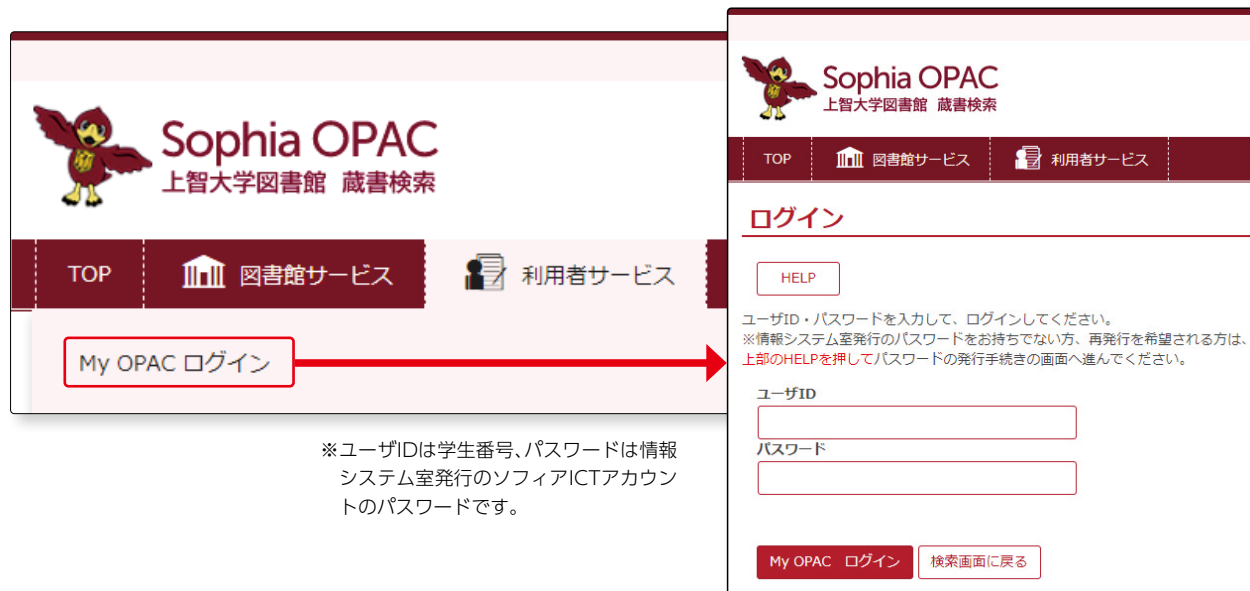 Sophia OPAC
上智大学図書館 蔵書検索
TOP
図書館サービス
利用者サービス
My OPAC ログイン
※ユーザIDは学生番号、パスワードは情報
システム室発行のソフィアICTアカウン
トのパスワードです。
Sophia OPAC
上智大学図書館 蔵書検索
TOP
図書館サービス
利用者サービス
ログイン
HELP
ユーザID・パスワードを入力して、ログインしてください。
※情報システム室発行のパスワードをお持ちでない方、再発行を希望される方は、
上部のHELPを押してパスワードの発行手続きの画面へ進んでください。
ユーザID
パスワード
My OPAC ログイン
検索画面に戻る